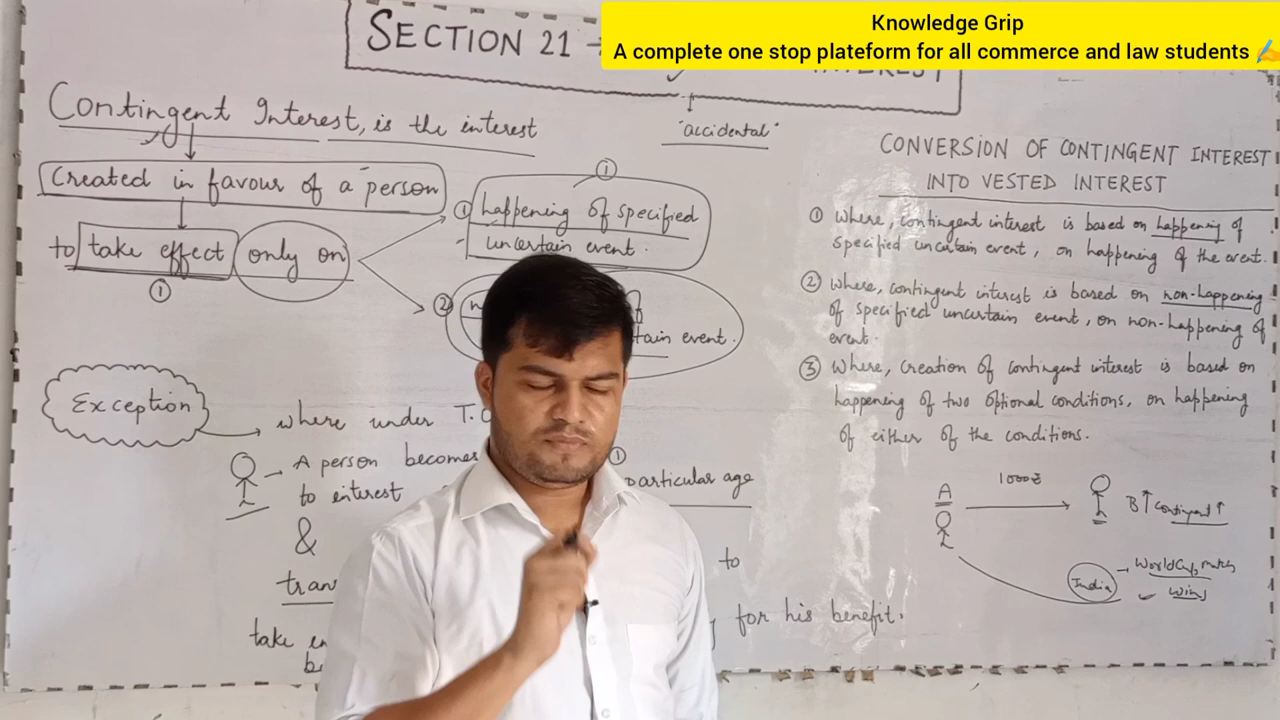 Knowledge Grip
A complete one stop plateform for all commerce and law students ✍
SECTION 21 -
INTEREST
"accidental"
Contingent Interest, is the interest
Created in favour of a person
to take effect only on
①
①
① happening of specified
uncertain event.
②
event.
Exception
where under T.
A person becomes
to interest
①
particular age
&
to
for his benefit.
take
CONVERSION OF CONTINGENT INTEREST
INTO VESTED INTEREST
① Where, contingent interest is based on happening of
specified uncertain event, on happening of the event.
② Where, contingent interest is based on non-happening
of specified uncertain event, on non-happening of
event.
③ Where, creation of contingent interest is based on
happening of two optional conditions, on happening
of either of the conditions.
A
1000₹
B↑ contingent↑
India
World Cup match
✓ wins